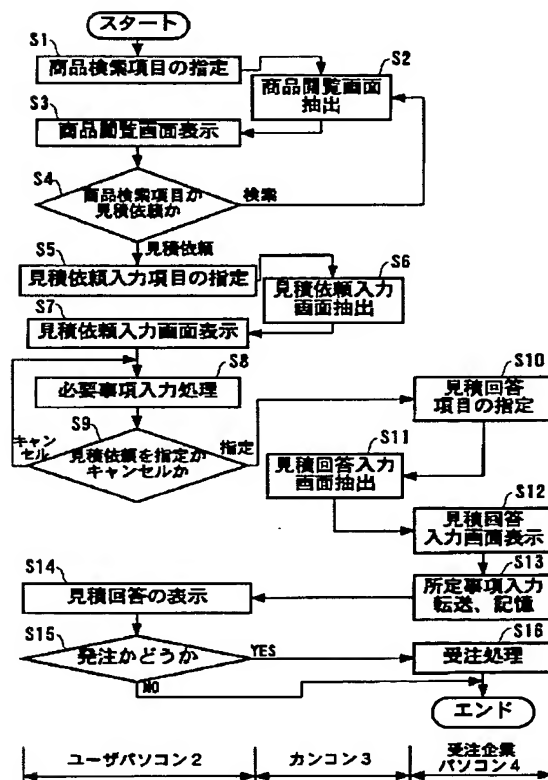 スタート
S1
商品検索項目の指定
S2
商品閲覧画面
抽出
S3
商品閲覧画面表示
S4
商品検索項目か
見積依頼か
検索
見積依頼
S5
見積依頼入力項目の指定
S6
見積依頼入力
画面抽出
S7
見積依頼入力画面表示
S8
必要事項入力処理
S9
見積依頼を指定か
キャンセルか
キャン
セル
指定
S10
見積回答
項目の指定
S11
見積回答入力
画面抽出
S12
見積回答
入力画面表示
S13
所定事項入力
転送、記憶
S14
見積回答の表示
S15
発注かどうか
YES
NO
S16
受注処理
エンド
ユーザパソコン2
カンコン3
受注企業
パソコン4